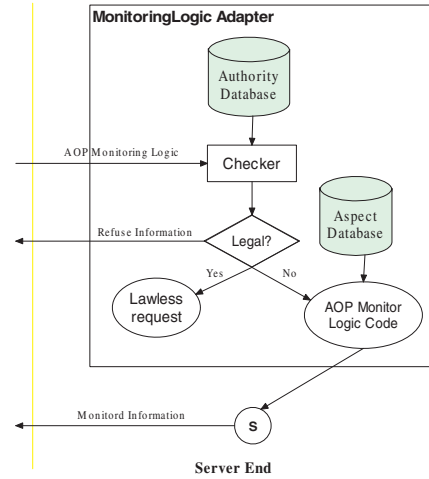 MonitoringLogic Adapter
Authority
Database
AOP Monitoring Logic
Checker
Refuse Information
Legal?
Aspect
Database
Yes
No
Lawless
request
AOP Monitor
Logic Code
Monitord Information
S
Server End